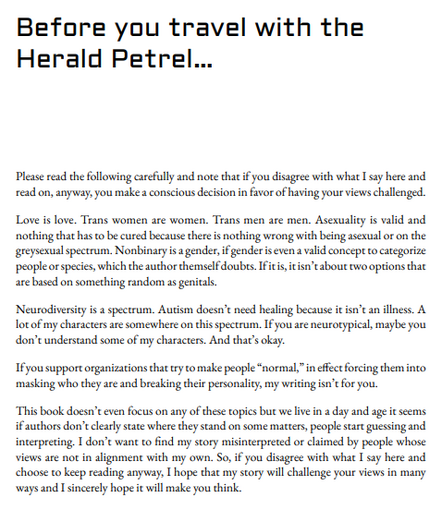 Before you travel with the
Herald Petrel...
Please read the following carefully and note that if you disagree with what I say here and
read on, anyway, you make a conscious decision in favor of having your views challenged.
Love is love. Trans women are women. Trans men are men. Asexuality is valid and
nothing that has to be cured because there is nothing wrong with being asexual or on the
greysexual spectrum. Nonbinary is a gender, if gender is even a valid concept to categorize
people or species, which the author themself doubts. If it is, it isn't about two options that
are based on something random as genitals.
Neurodiversity is a spectrum. Autism doesn't need healing because it isn't an illness. A
lot of my characters are somewhere on this spectrum. If you are neurotypical, maybe you
don't understand some of my characters. And that's okay.
If you support organizations that try to make people “normal,” in effect forcing them into
masking who they are and breaking their personality, my writing isn't for you.
This book doesn't even focus on any of these topics but we live in a day and age it seems
if authors don't clearly state where they stand on some matters, people start guessing and
interpreting. I don't want to find my story misinterpreted or claimed by people whose
views are not in alignment with my own. So, if you disagree with what I say here and
choose to keep reading anyway, I hope that my story will challenge your views in many
ways and I sincerely hope it will make you think.